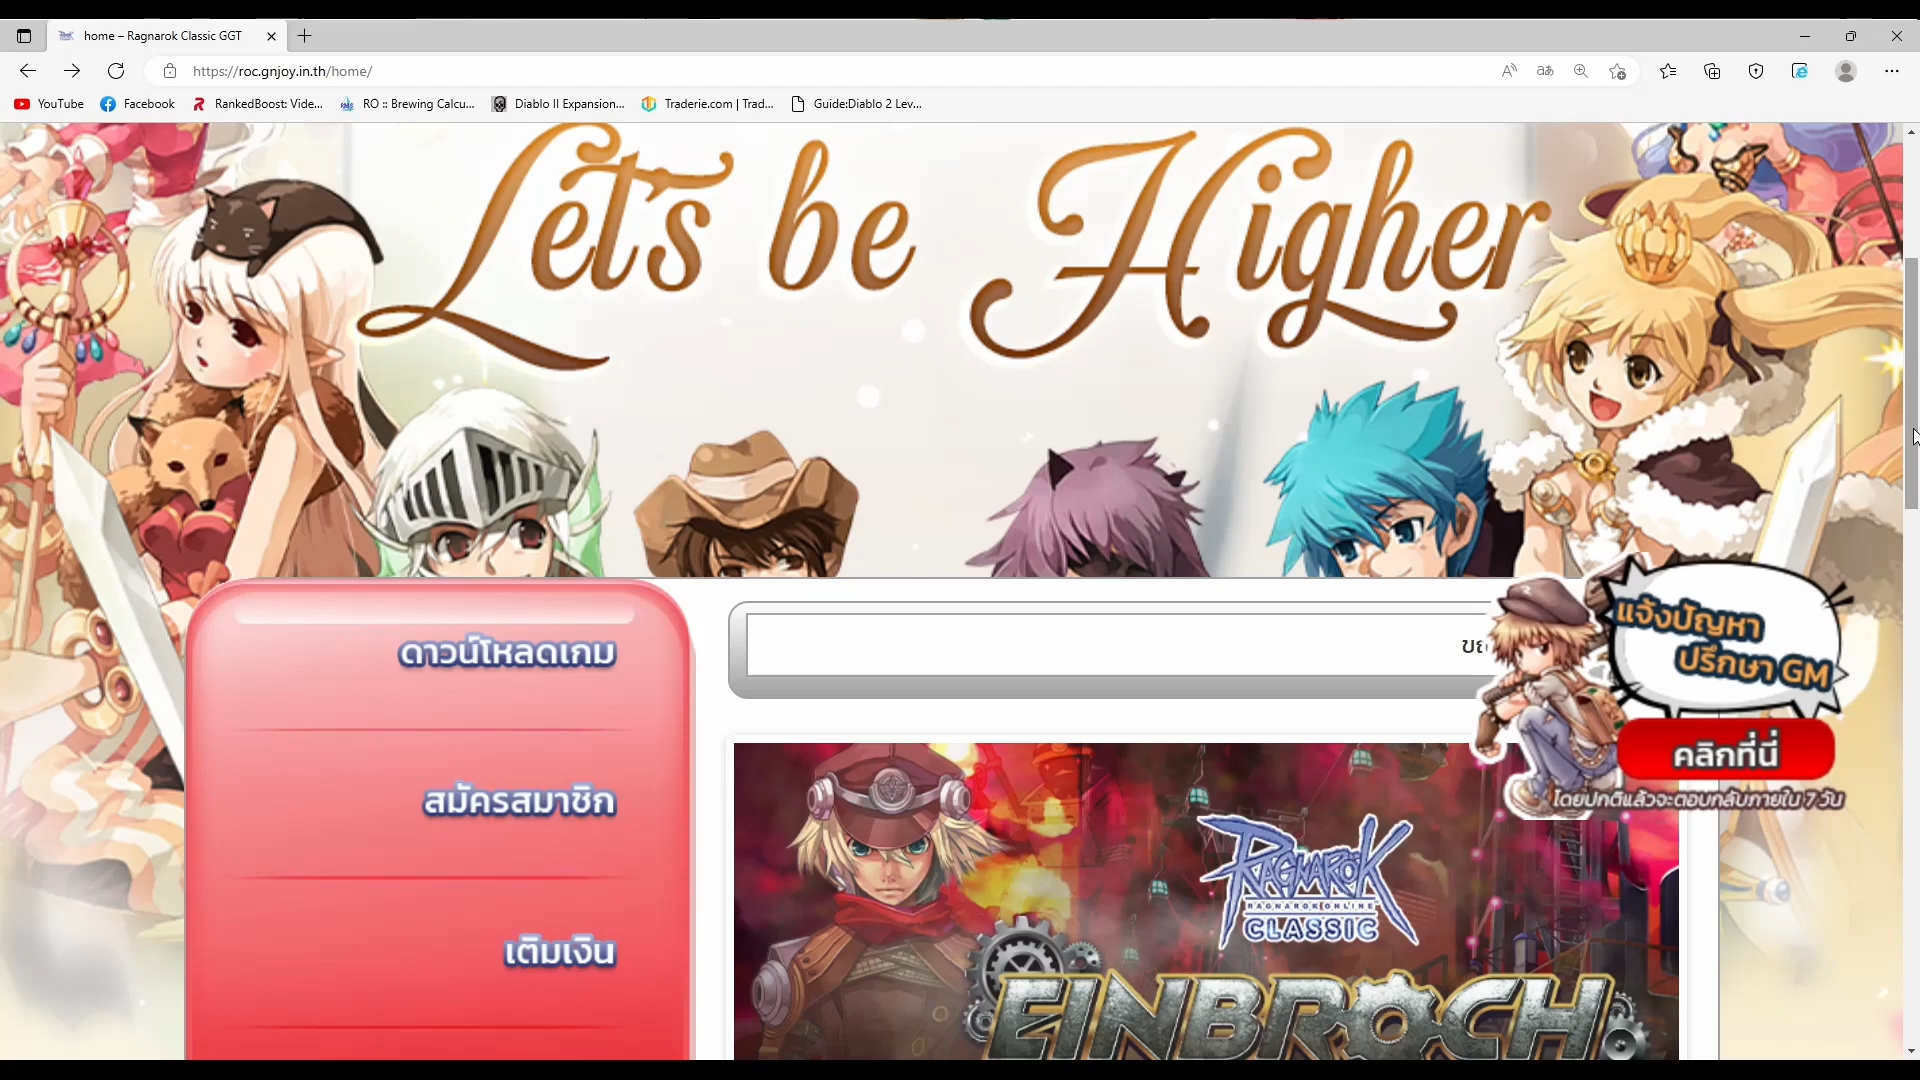 home – Ragnarok Classic GGT
https://roc.gnjoy.in.th/home/
YouTube
Facebook
RankedBoost: Vide...
RO :: Brewing Calcu...
Diablo II Expansion...
Traderie.com | Trad...
Guide:Diablo 2 Lev...
Let's be Higher
ดาวน์โหลดเกม
สมัครสมาชิก
เติมเงิน
แจ้งปัญหา
ปรึกษา GM
คลิกที่นี่
โดยปกติแล้วจะตอบกลับภายใน 7 วัน
RAGNAROK
RAGNAROK ONLINE
CLASSIC
EINBROCH